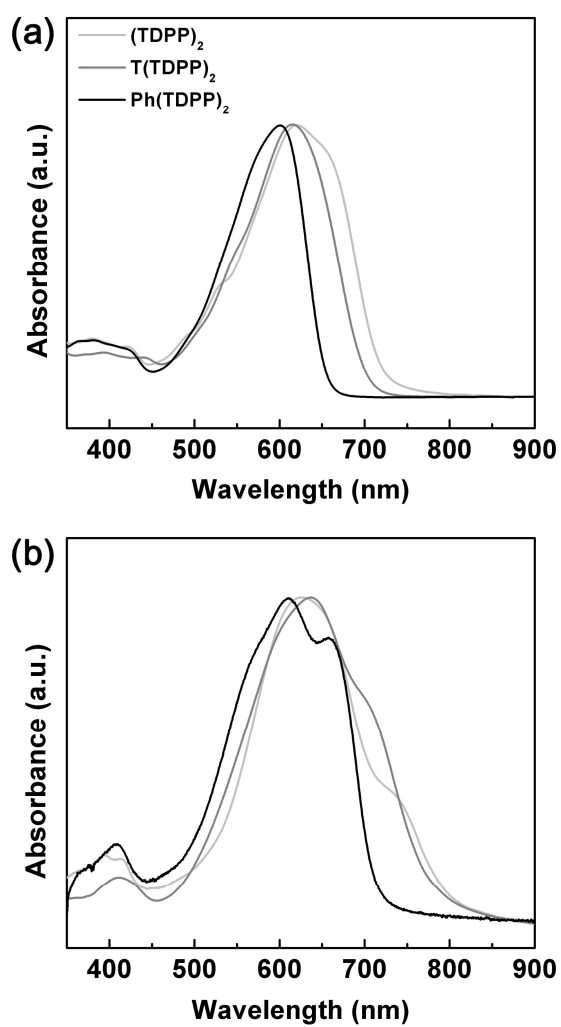 (a)
(TDPP)₂
T(TDPP)₂
Ph(TDPP)₂
Absorbance (a.u.)
400 500 600 700 800 900
Wavelength (nm)
(b)
Absorbance (a.u.)
400 500 600 700 800 900
Wavelength (nm)